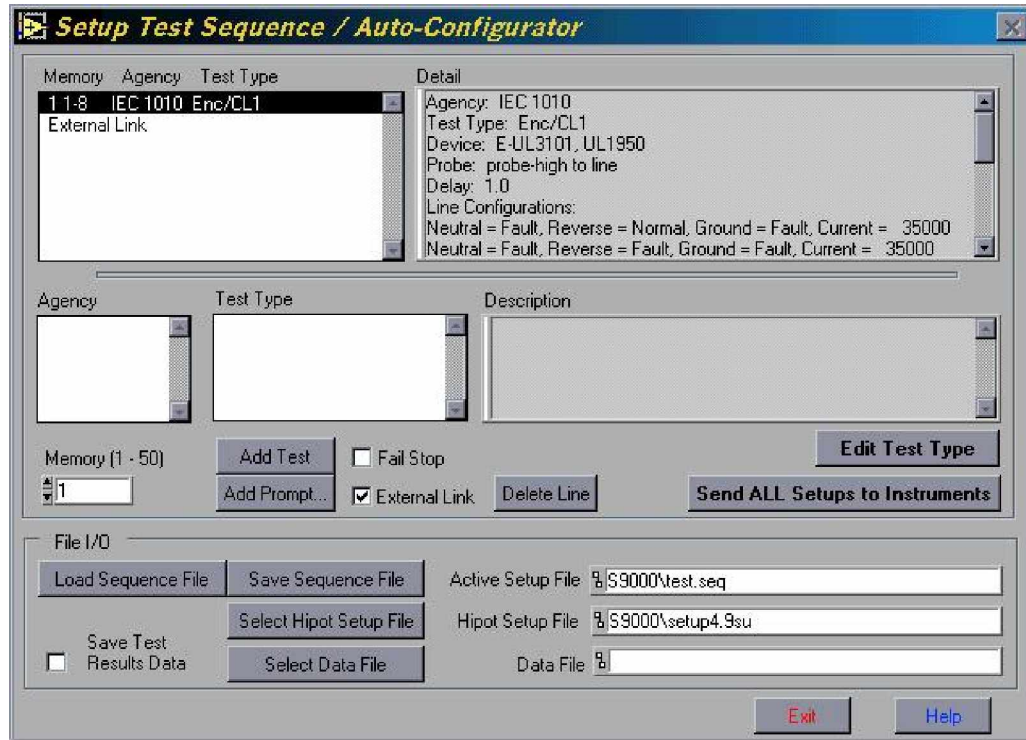 Setup Test Sequence / Auto-Configurator
Memory Agency Test Type
1 1-8 IEC 1010 Enc/CL1
External Link
Detail
Agency: IEC 1010
Test Type: Enc/CL1
Device: E-UL3101, UL1950
Probe: probe-high to line
Delay: 1.0
Line Configurations:
Neutral = Fault, Reverse = Normal, Ground = Fault, Current = 35000
Neutral = Fault, Reverse = Fault, Ground = Fault, Current = 35000
Agency
Test Type
Description
Memory (1 - 50)
1
Add Test
Fail Stop
Edit Test Type
Add Prompt...
External Link
Delete Line
Send ALL Setups to Instruments
File I/O
Load Sequence File
Save Sequence File
Active Setup File
S9000\test.seq
Select Hipot Setup File
Hipot Setup File
S9000\setup4.9su
Save Test
Results Data
Select Data File
Data File
Exit
Help